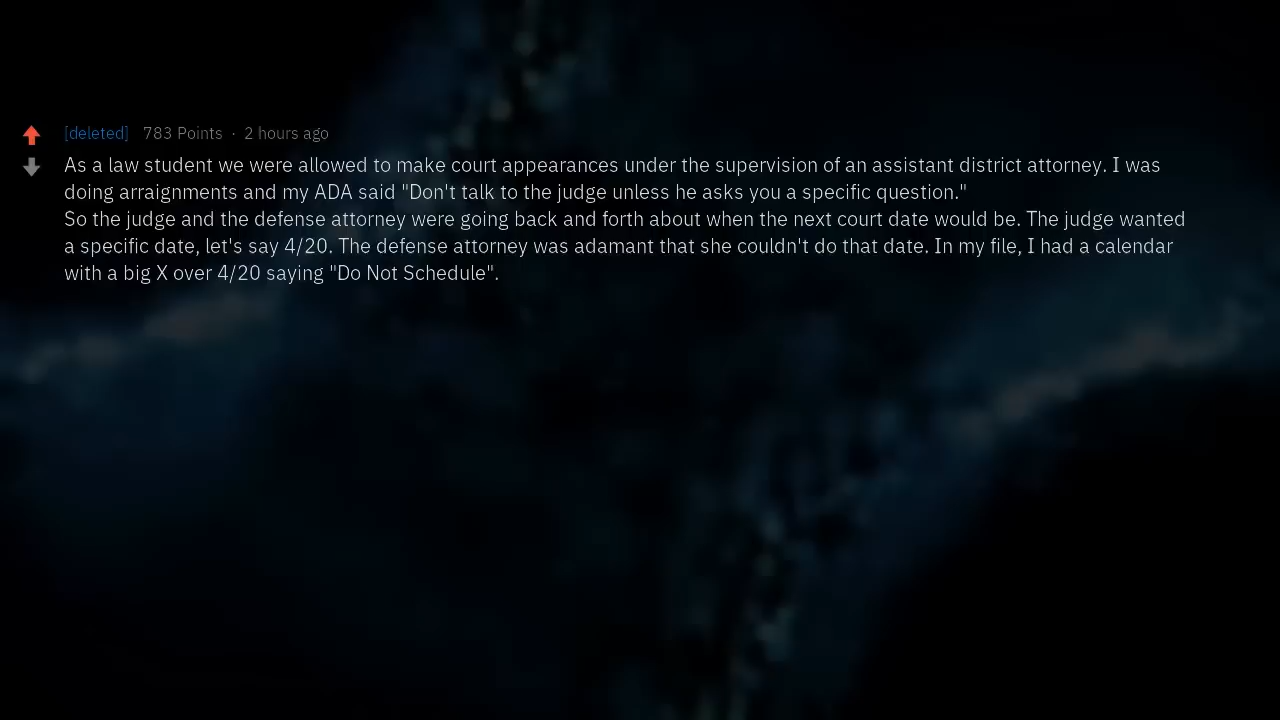 [deleted] 783 Points · 2 hours ago
As a law student we were allowed to make court appearances under the supervision of an assistant district attorney. I was
doing arraignments and my ADA said "Don't talk to the judge unless he asks you a specific question."
So the judge and the defense attorney were going back and forth about when the next court date would be. The judge wanted
a specific date, let's say 4/20. The defense attorney was adamant that she couldn't do that date. In my file, I had a calendar
with a big X over 4/20 saying "Do Not Schedule".